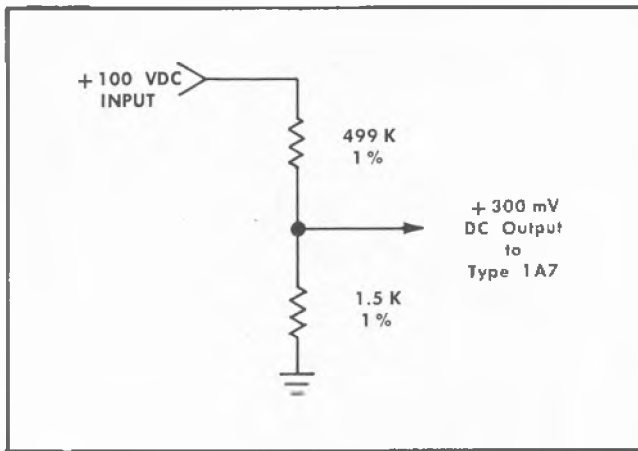 +100 VDC
INPUT
499 K
1%
+300 mV
DC Output
to
Type 1A7
1.5 K
1%